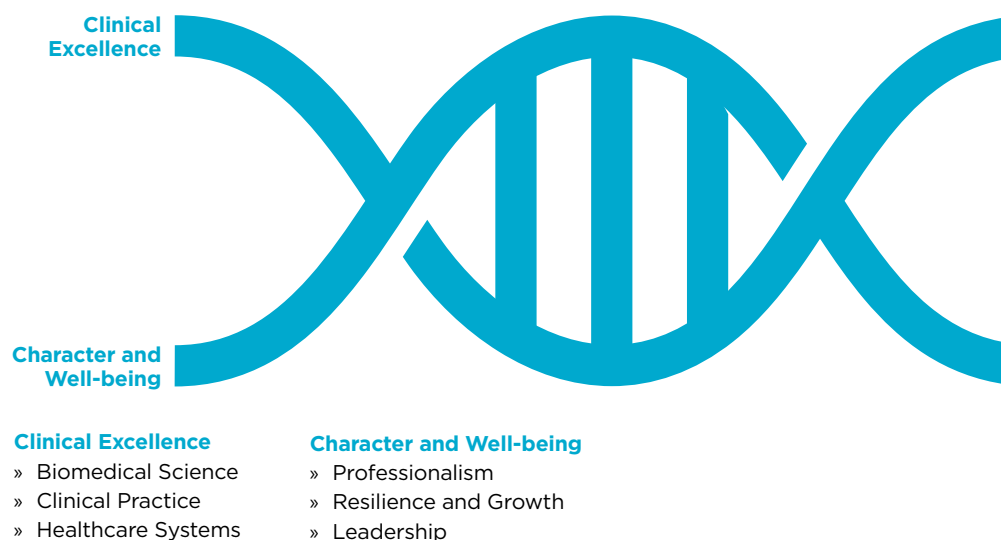 Clinical
Excellence
Character and
Well-being
Clinical Excellence
» Biomedical Science
» Clinical Practice
» Healthcare Systems
Character and Well-being
» Professionalism
» Resilience and Growth
» Leadership